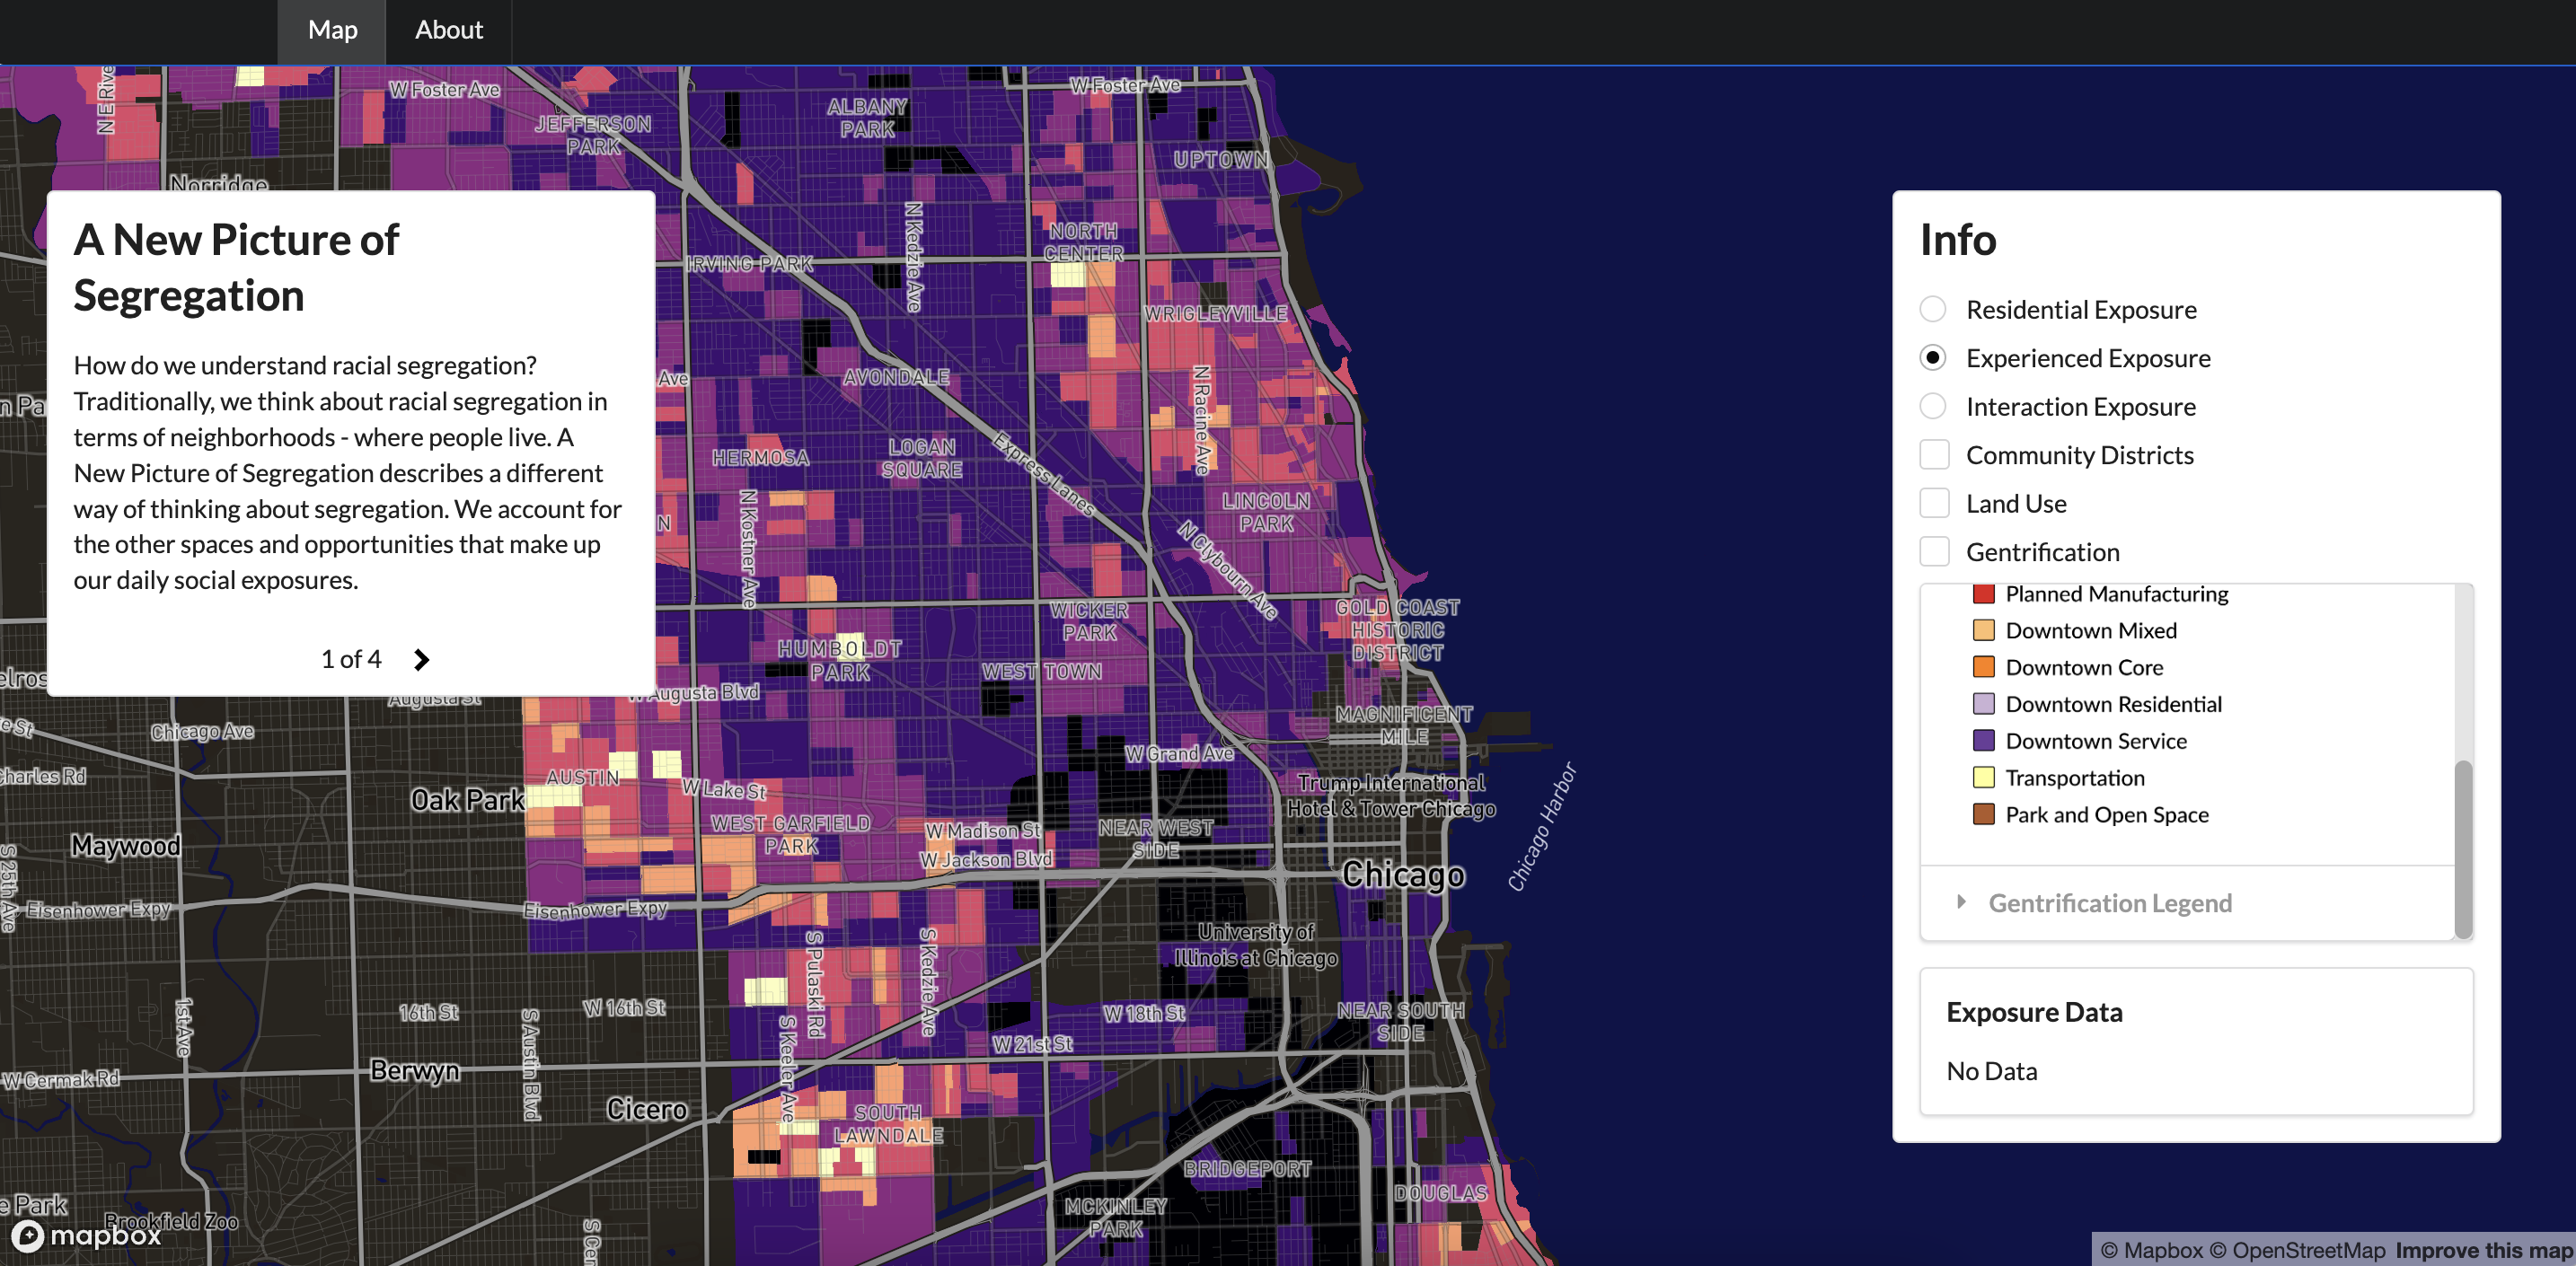 Map
About
A New Picture of
Segregation
How do we understand racial segregation?
Traditionally, we think about racial segregation in
terms of neighborhoods - where people live. A
New Picture of Segregation describes a different
way of thinking about segregation. We account for
the other spaces and opportunities that make up
our daily social exposures.
1 of 4
Info
Residential Exposure
Experienced Exposure
Interaction Exposure
Community Districts
Land Use
Gentrification
Planned Manufacturing
Downtown Mixed
Downtown Core
Downtown Residential
Downtown Service
Transportation
Park and Open Space
Gentrification Legend
Exposure Data
No Data
W Foster Ave
W Foster Ave
JEFFERSON
PARK
ALBANY
PARK
UPTOWN
Norridge
N Kedzie Ave
NORTH
CENTER
IRVING PARK
WRIGLEYVILLE
Ave
AVONDALE
N Racine Ave
HERMOSA
LOGAN
SQUARE
Express Lanes
N Kostner Ave
LINCOLN
PARK
N Clybourn Ave
WICKER
PARK
GOLD COAST
HISTORIC
DISTRICT
HUMBOLDT
PARK
WEST TOWN
Augusta St
W Augusta Blvd
MAGNIFICENT
MILE
Chicago Ave
W Grand Ave
Charles Rd
AUSTIN
W Lake St
Trump International
Hotel & Tower Chicago
Oak Park
Chicago Harbor
WEST GARFIELD
PARK
W Madison St
NEAR WEST
SIDE
Maywood
W Jackson Blvd
Chicago
S 25th Ave
Eisenhower Expy
Eisenhower Expy
University of
Illinois at Chicago
S Pulaski Rd
S Kedzie Ave
1st Ave
16th St
W 16th St
S Austin Blvd
S Keeler Ave
W 18th St
NEAR SOUTH
SIDE
W 21st St
W Cermak Rd
Berwyn
Cicero
SOUTH
LAWNDALE
BRIDGEPORT
DOUGLAS
MCKINLEY
PARK
e Park
Brookfield Zoo
mapbox
© Mapbox © OpenStreetMap Improve this map